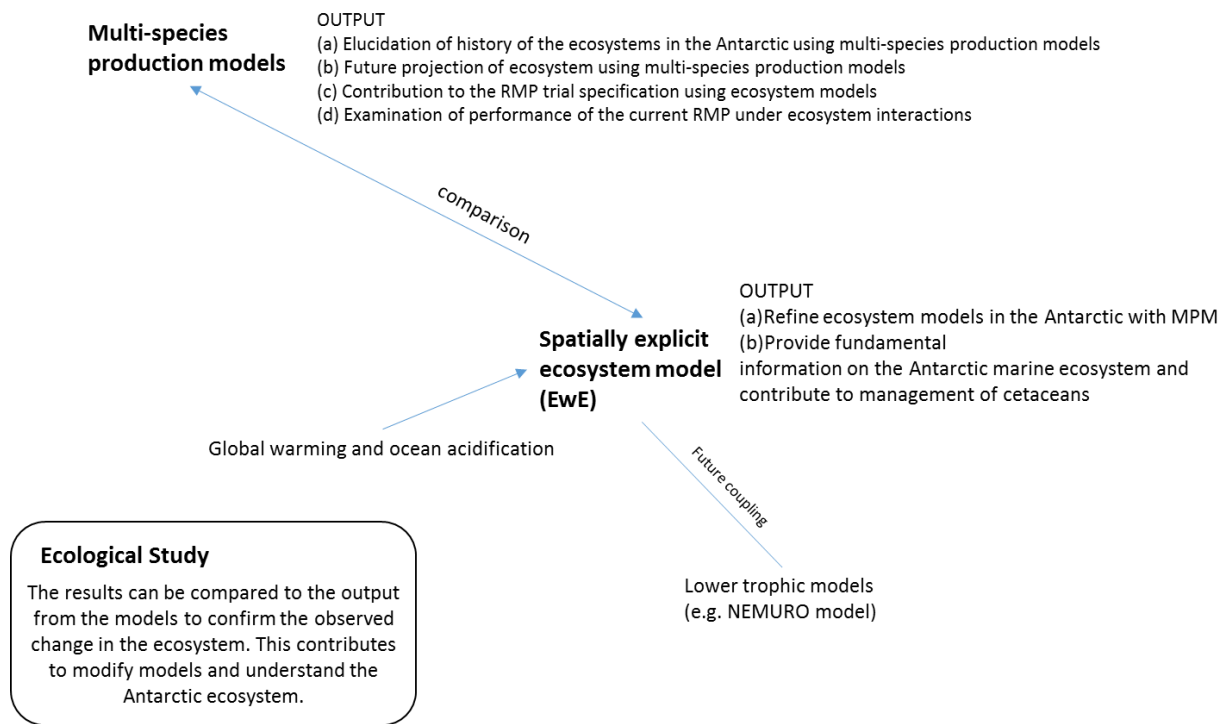 Multi-species
production models
OUTPUT
(a) Elucidation of history of the ecosystems in the Antarctic using multi-species production models
(b) Future projection of ecosystem using multi-species production models
(c) Contribution to the RMP trial specification using ecosystem models
(d) Examination of performance of the current RMP under ecosystem interactions
comparison
Spatially explicit
ecosystem model
(EwE)
OUTPUT
(a)Refine ecosystem models in the Antarctic with MPM
(b)Provide fundamental
information on the Antarctic marine ecosystem and
contribute to management of cetaceans
Global warming and ocean acidification
Future coupling
Lower trophic models
(e.g. NEMURO model)
Ecological Study
The results can be compared to the output
from the models to confirm the observed
change in the ecosystem. This contributes
to modify models and understand the
Antarctic ecosystem.